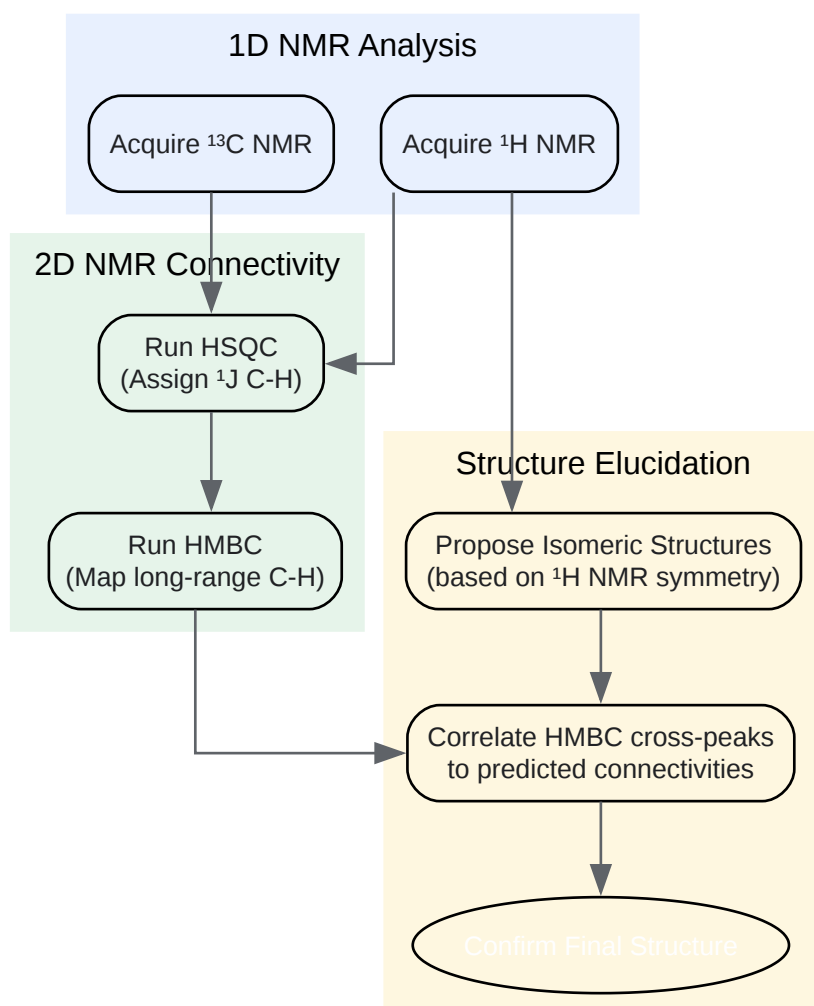 1D NMR Analysis
Acquire ¹³C NMR
Acquire ¹H NMR
2D NMR Connectivity
Run HSQC
(Assign ¹J C-H)
Run HMBC
(Map long-range C-H)
Structure Elucidation
Propose Isomeric Structures
(based on ¹H NMR symmetry)
Correlate HMBC cross-peaks
to predicted connectivities
Confirm Final Structure